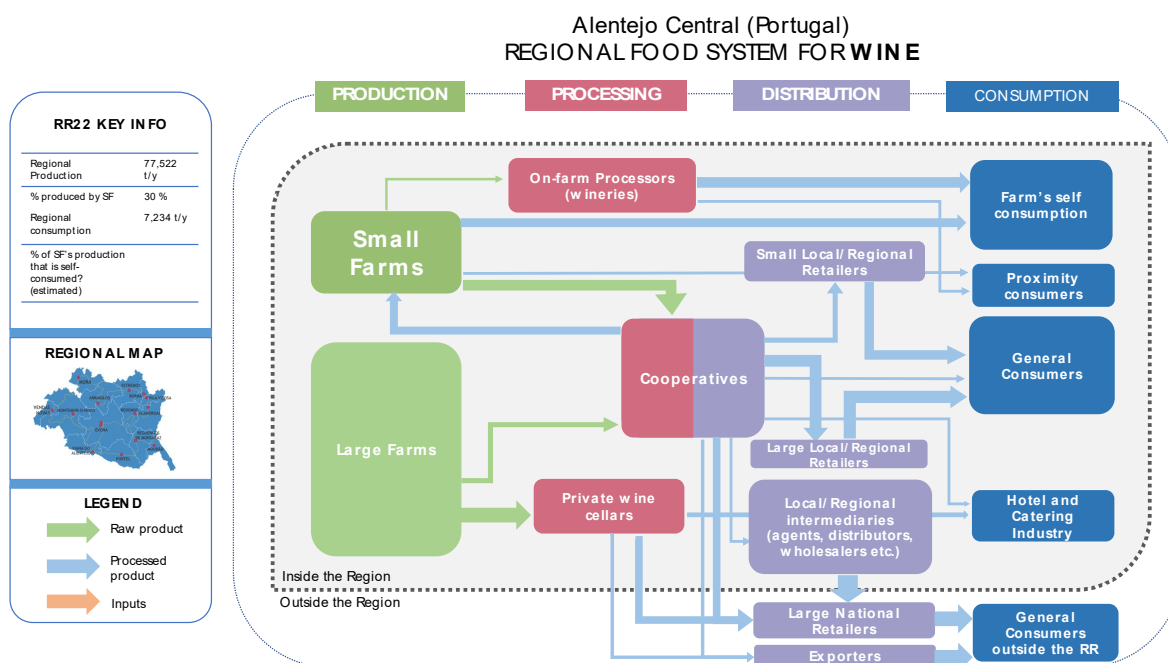 Alentejo Central (Portugal)
REGIONAL FOOD SYSTEM FOR WINE
PRODUCTION
PROCESSING
DISTRIBUTION
CONSUMPTION
RR22 KEY INFO
Regional
Production
77,522
t/y
% produced by SF
30 %
Regional
consumption
7,234 t/y
% of SF's production
that is self-
consumed?
(estimated)
REGIONAL MAP
LEGEND
Raw product
Processed
product
Inputs
On-farm Processors
(wineries)
Farm's self
consumption
Small
Farms
Small Local/ Regional
Retailers
Proximity
consumers
Cooperatives
General
Consumers
Large Farms
Large Local/ Regional
Retailers
Private wine
cellars
Local/ Regional
intermediaries
(agents, distributors,
wholesalers etc.)
Hotel and
Catering
Industry
Inside the Region
Outside the Region
Large National
Retailers
General
Consumers
outside the RR
Exporters